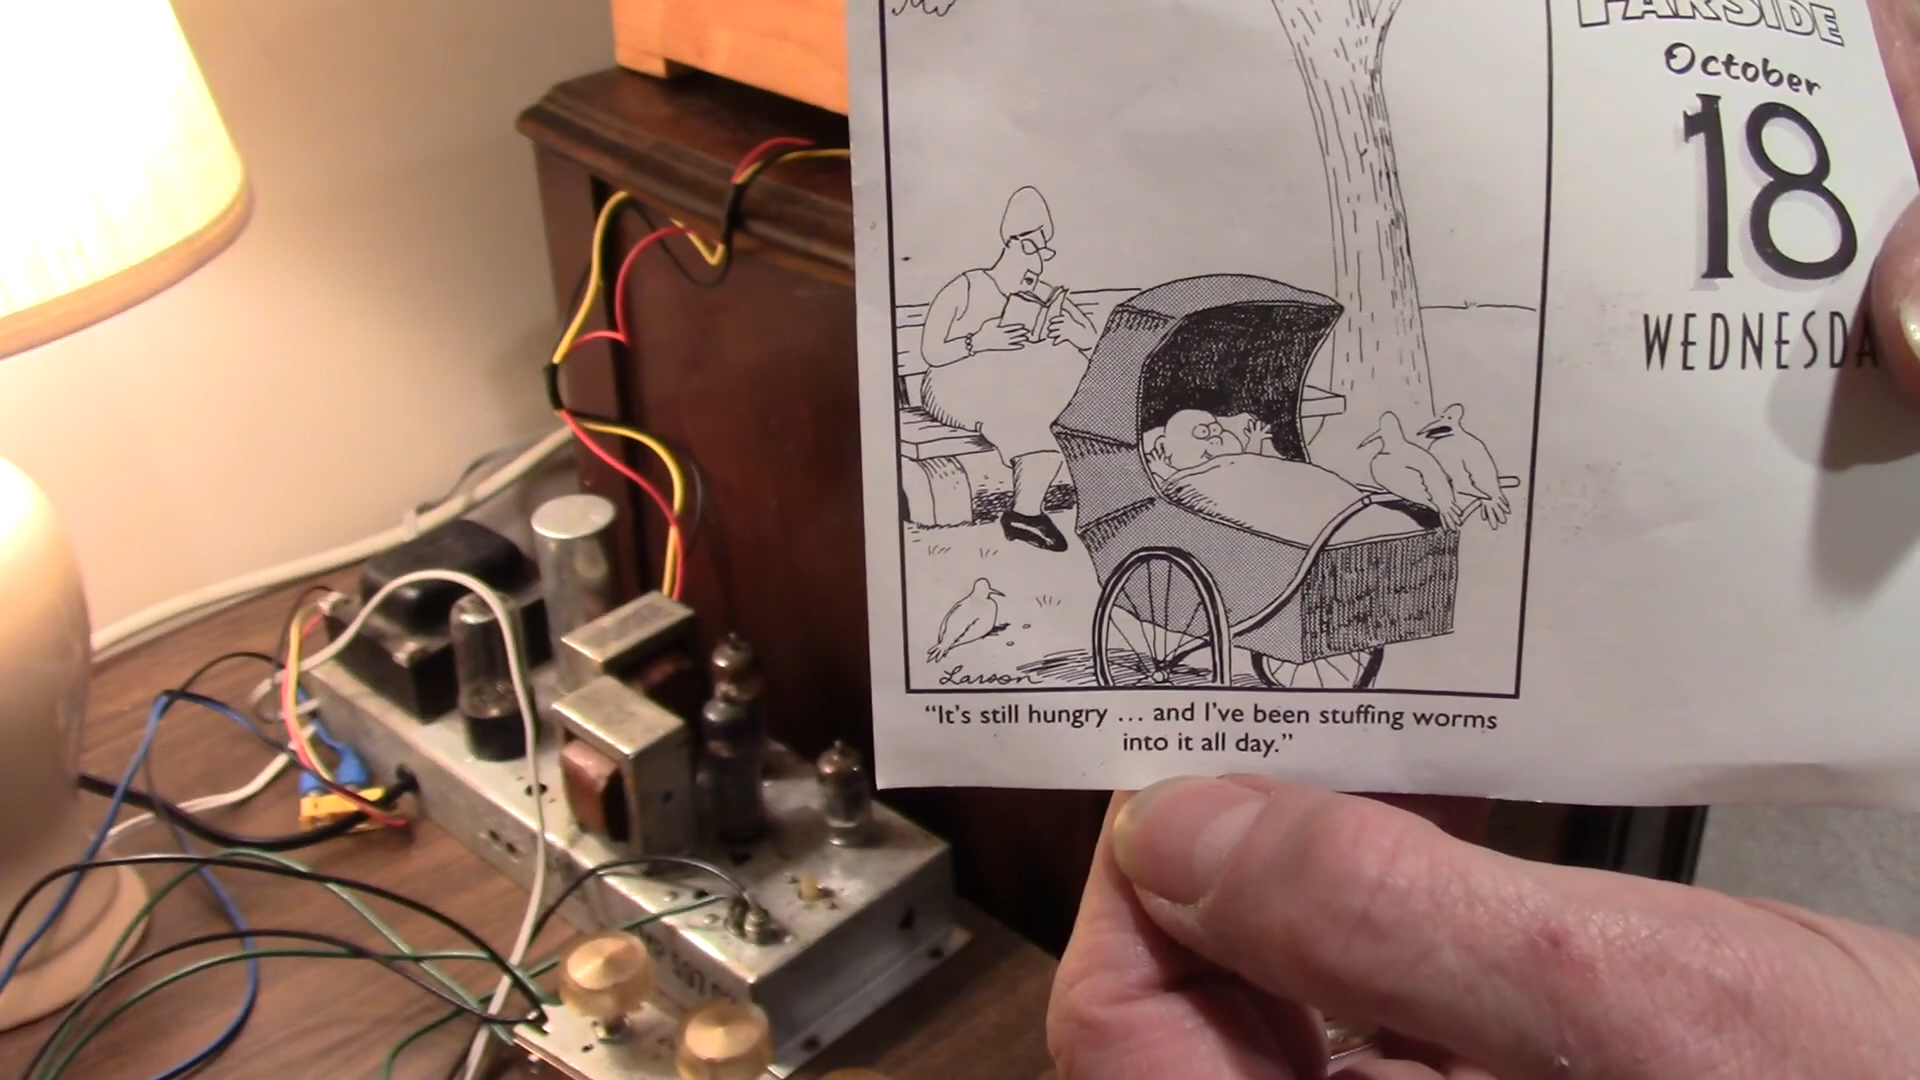 FARSIDE
October
18
WEDNESDA
Larson
"It's still hungry ... and I've been stuffing worms
into it all day."